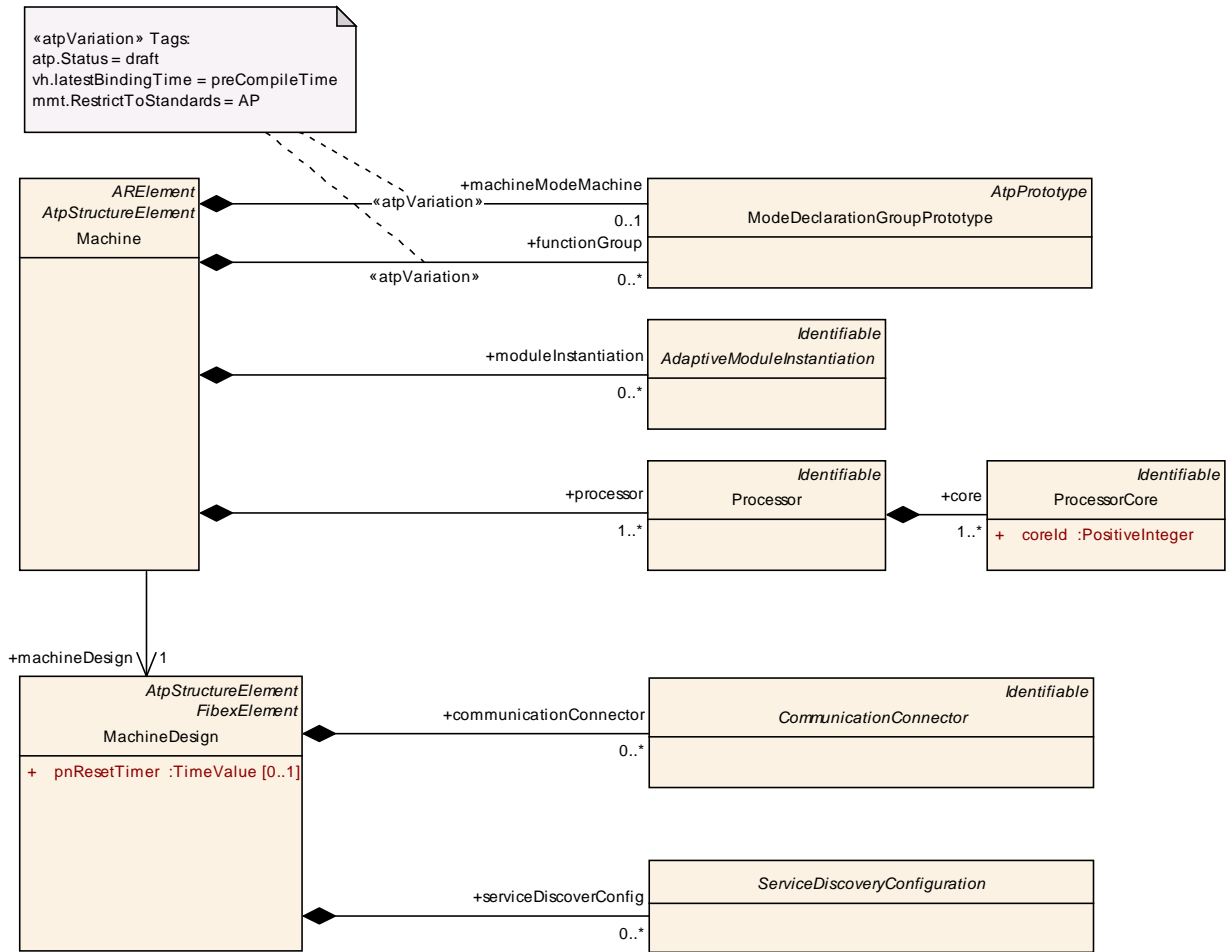 «atpVariation» Tags:
atp.Status = draft
vh.latestBindingTime = preCompileTime
mmt.RestrictToStandards = AP
ARElement
AtpStructureElement
Machine
+machineModeMachine
«atpVariation»
0..1
AtpPrototype
ModeDeclarationGroupPrototype
+functionGroup
«atpVariation»
0..*
+moduleInstantiation
0..*
Identifiable
AdaptiveModuleInstantiation
+processor
1..*
Identifiable
Processor
+core
1..*
Identifiable
ProcessorCore
+ coreId :PositiveInteger
+machineDesign
1
AtpStructureElement
FibexElement
MachineDesign
+ pnResetTimer :TimeValue [0..1]
+communicationConnector
0..*
Identifiable
CommunicationConnector
+serviceDiscoverConfig
0..*
ServiceDiscoveryConfiguration